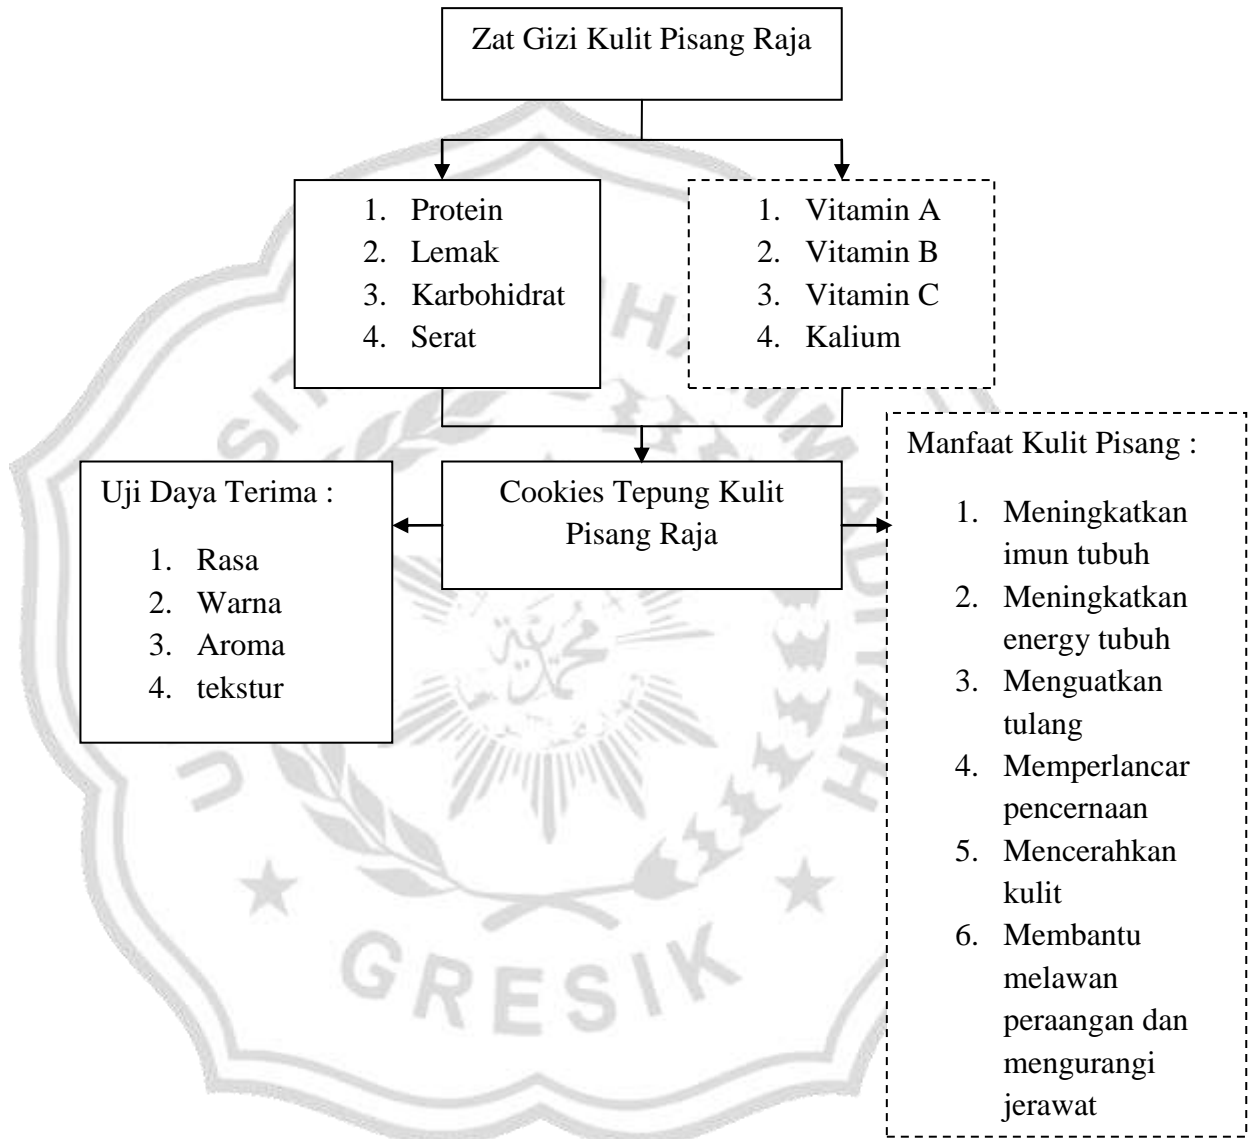 Zat Gizi Kulit Pisang Raja
1. Protein
2. Lemak
3. Karbohidrat
4. Serat
1. Vitamin A
2. Vitamin B
3. Vitamin C
4. Kalium
Uji Daya Terima :
1. Rasa
2. Warna
3. Aroma
4. tekstur
Cookies Tepung Kulit
Pisang Raja
Manfaat Kulit Pisang :
1. Meningkatkan
imun tubuh
2. Meningkatkan
energy tubuh
3. Menguatkan
tulang
4. Memperlancar
pencernaan
5. Mencerahkan
kulit
6. Membantu
melawan
peraangan dan
mengurangi
jerawat
GRESIK